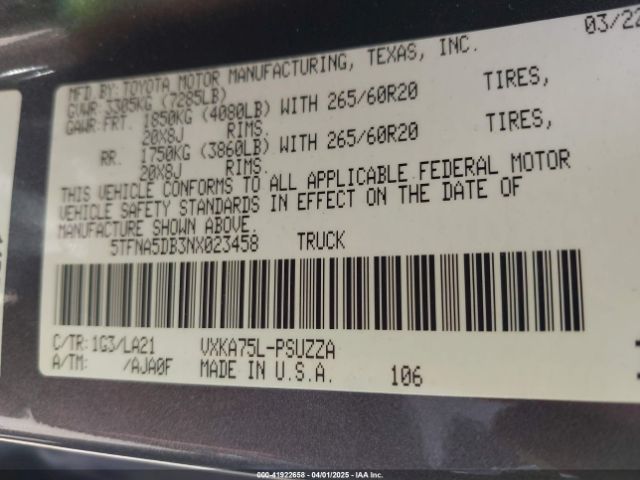 03/22
MFD BY: TOYOTA MOTOR MANUFACTURING, TEXAS, INC.
GVWR: 3305KG (7285LB)
GAWR: FRT. 1850KG (4080LB) WITH 265/60R20 TIRES,
20X8J RIMS.
RR. 1750KG (3860LB) WITH 265/60R20 TIRES,
20X8J RIMS.
THIS VEHICLE CONFORMS TO ALL APPLICABLE FEDERAL MOTOR
VEHICLE SAFETY STANDARDS IN EFFECT ON THE DATE OF
MANUFACTURE SHOWN ABOVE.
5TFNA5DB3NX023458 TRUCK
C/TR: 1G3/LA21 VXKA75L-PSUZZA
A/TM: /AJA0F MADE IN U.S.A. 106
000-41922658 - 04/01/2025 - IAA Inc.